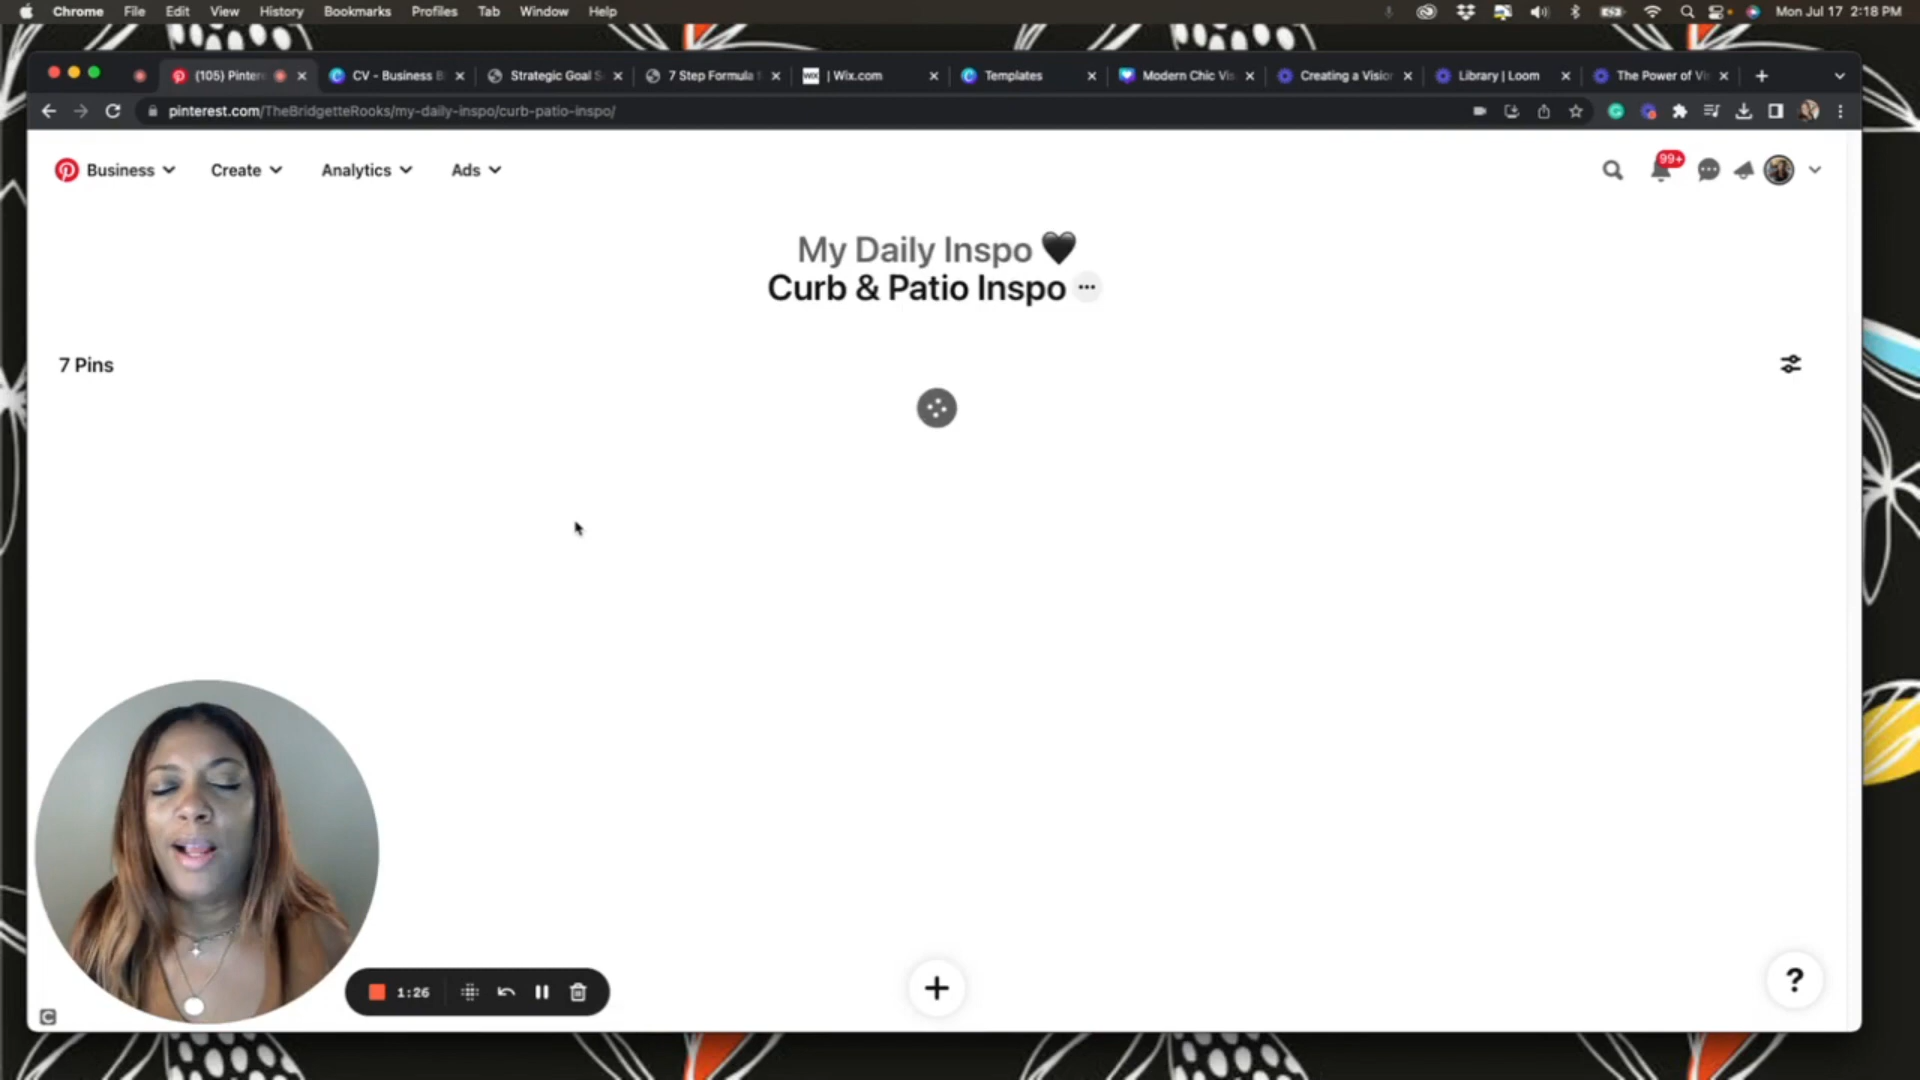 Chrome File Edit View History Bookmarks Profiles Tab Window Help Mon Jul 17 2:18 PM
(105) Pinter CV - Business B Strategic Goal S 7 Step Formula WiX | Wix.com Templates Modern Chic Vis Creating a Vision Library | Loom The Power of Vi
pinterest.com/TheBridgetteRooks/my-daily-inspo/curb-patio-inspo/
Business Create Analytics Ads 99+
My Daily Inspo 🖤
Curb & Patio Inspo
7 Pins
1:26